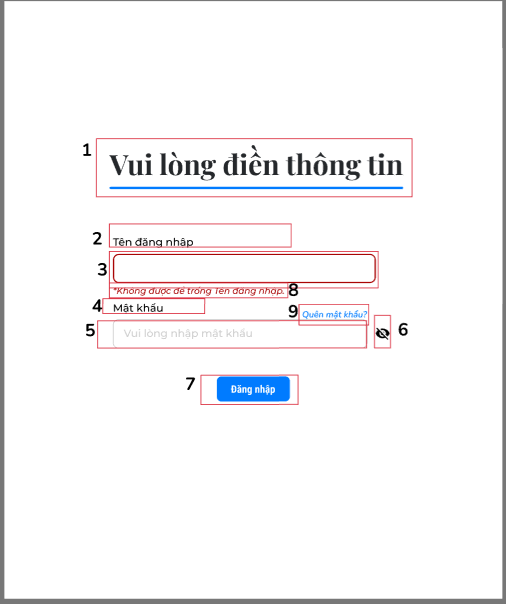 1 Vui lòng điền thông tin
2 Tên đăng nhập
3
*Không được để trống Tên đăng nhập. 8
4 Mật khẩu
9 Quên mật khẩu?
5 Vui lòng nhập mật khẩu 6
7 Đăng nhập